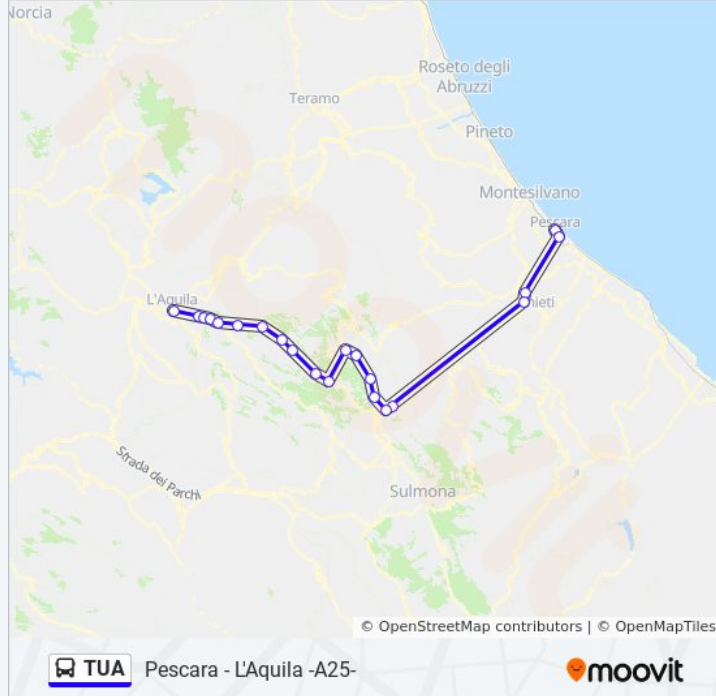 Norcia
Roseto degli
Abruzzi
Teramo
Pineto
Montesilvano
Pescara
L'Aquila
hieti
Strada dei Parchi
Sulmona
© OpenStreetMap contributors | © OpenMapTiles
TUA Pescara - L'Aquila -A25-
moovit